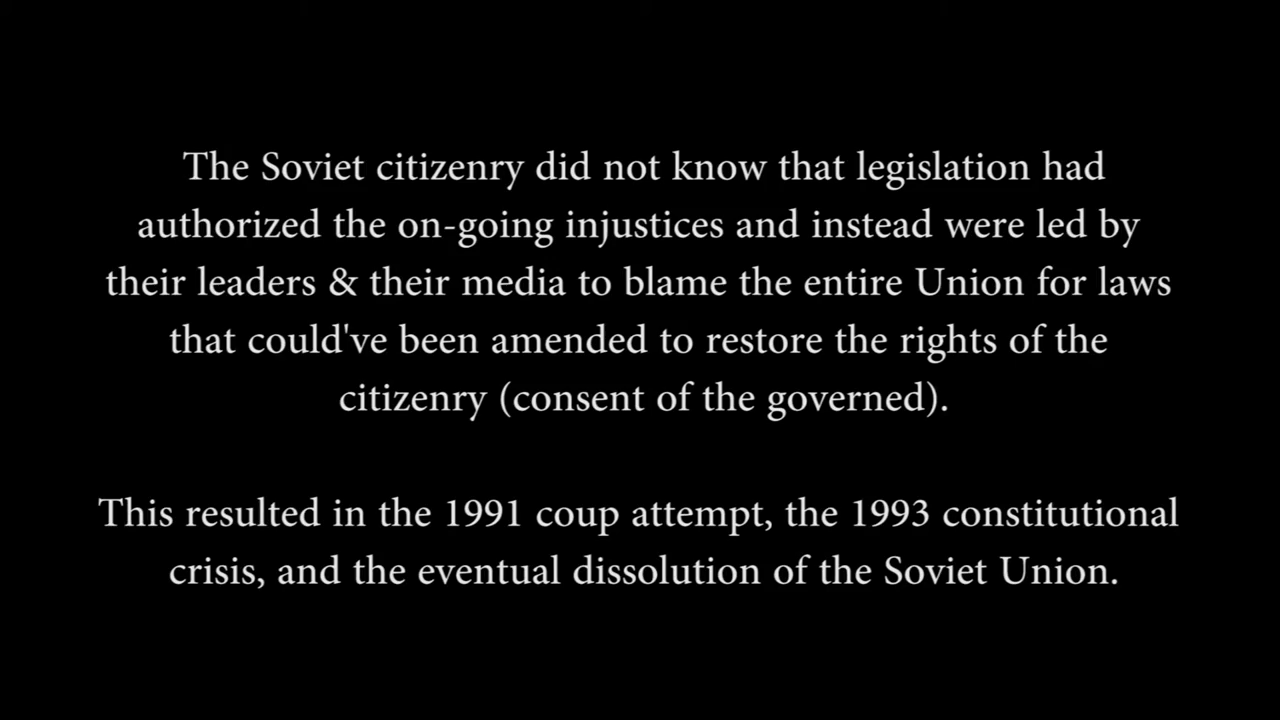 The Soviet citizenry did not know that legislation had
authorized the on-going injustices and instead were led by
their leaders & their media to blame the entire Union for laws
that could've been amended to restore the rights of the
citizenry (consent of the governed).
This resulted in the 1991 coup attempt, the 1993 constitutional
crisis, and the eventual dissolution of the Soviet Union.